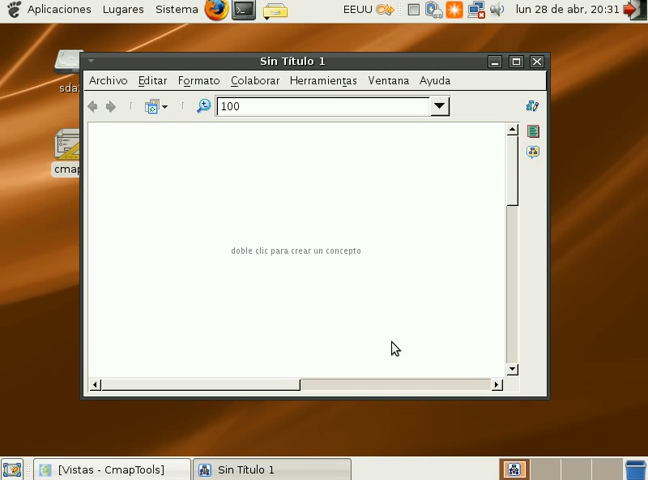 Aplicaciones Lugares Sistema EEUU lun 28 de abr, 20:31
Sin Título 1
Archivo Editar Formato Colaborar Herramientas Ventana Ayuda
100
sda
cmap
doble clic para crear un concepto
[Vistas - CmapTools] Sin Título 1